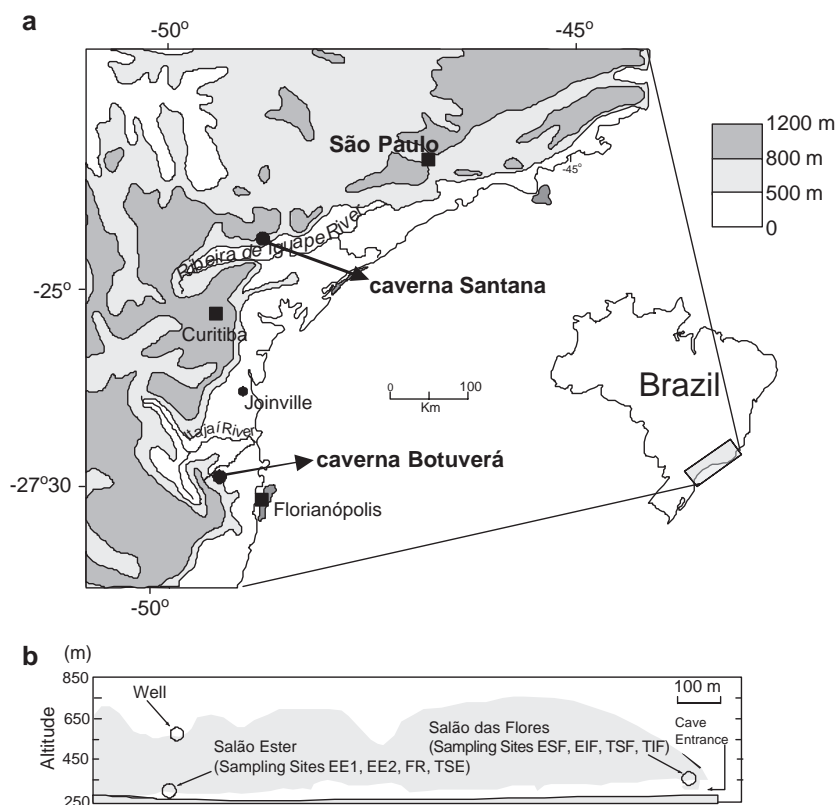 a
-50º
-45º
1200 m
800 m
500 m
0
São Paulo
-45º
Ribeira de Iguape River
caverna Santana
-25º
Curitiba
Brazil
0 100
Km
Joinville
Itajaí River
caverna Botuverá
-27º30
Florianópolis
-50º
b
(m)
850
650
450
250
Altitude
Well
100 m
Salão das Flores
(Sampling Sites ESF, EIF, TSF, TIF)
Cave
Entrance
Salão Ester
(Sampling Sites EE1, EE2, FR, TSE)